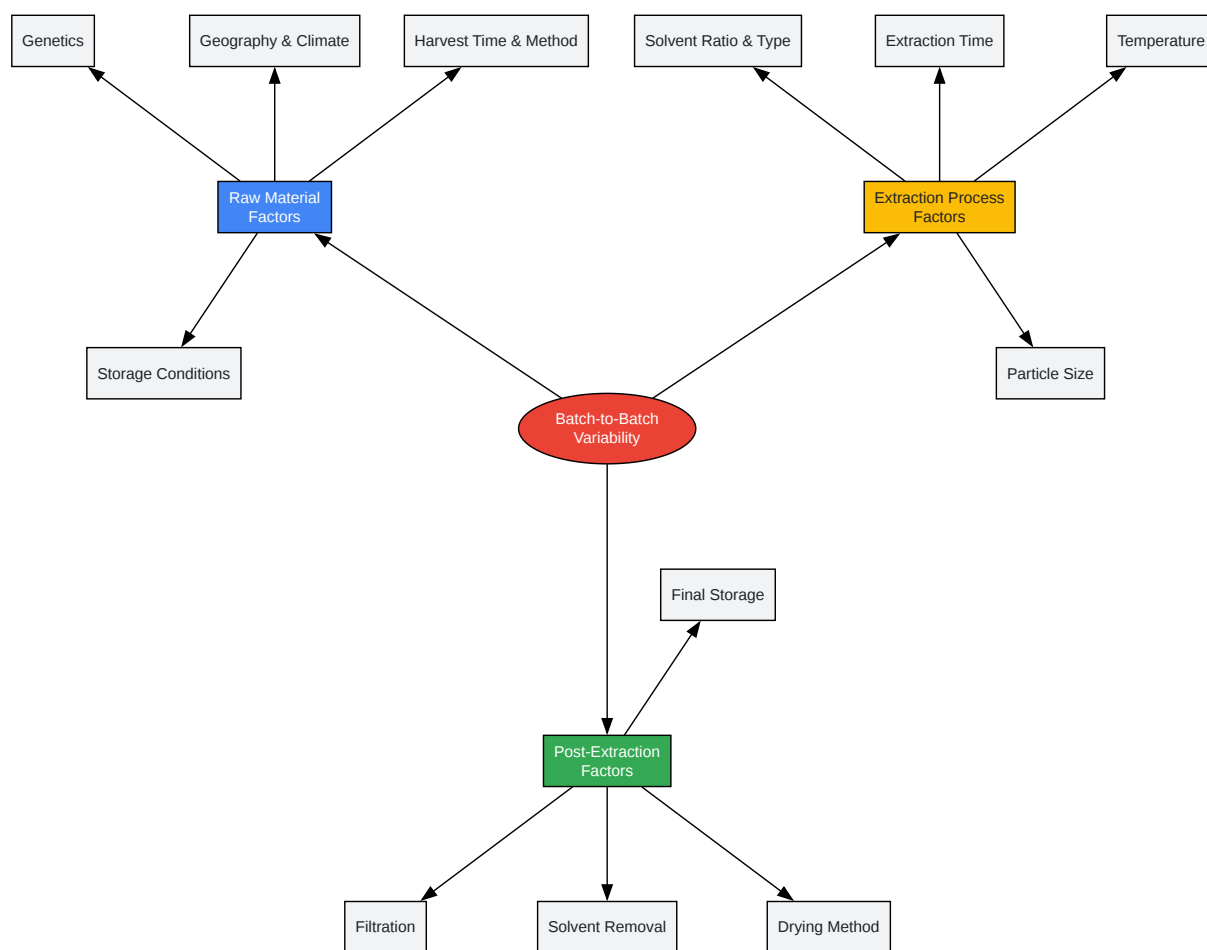 Genetics
Geography & Climate
Harvest Time & Method
Solvent Ratio & Type
Extraction Time
Temperature
Raw Material
Factors
Extraction Process
Factors
Storage Conditions
Particle Size
Batch-to-Batch
Variability
Final Storage
Post-Extraction
Factors
Filtration
Solvent Removal
Drying Method